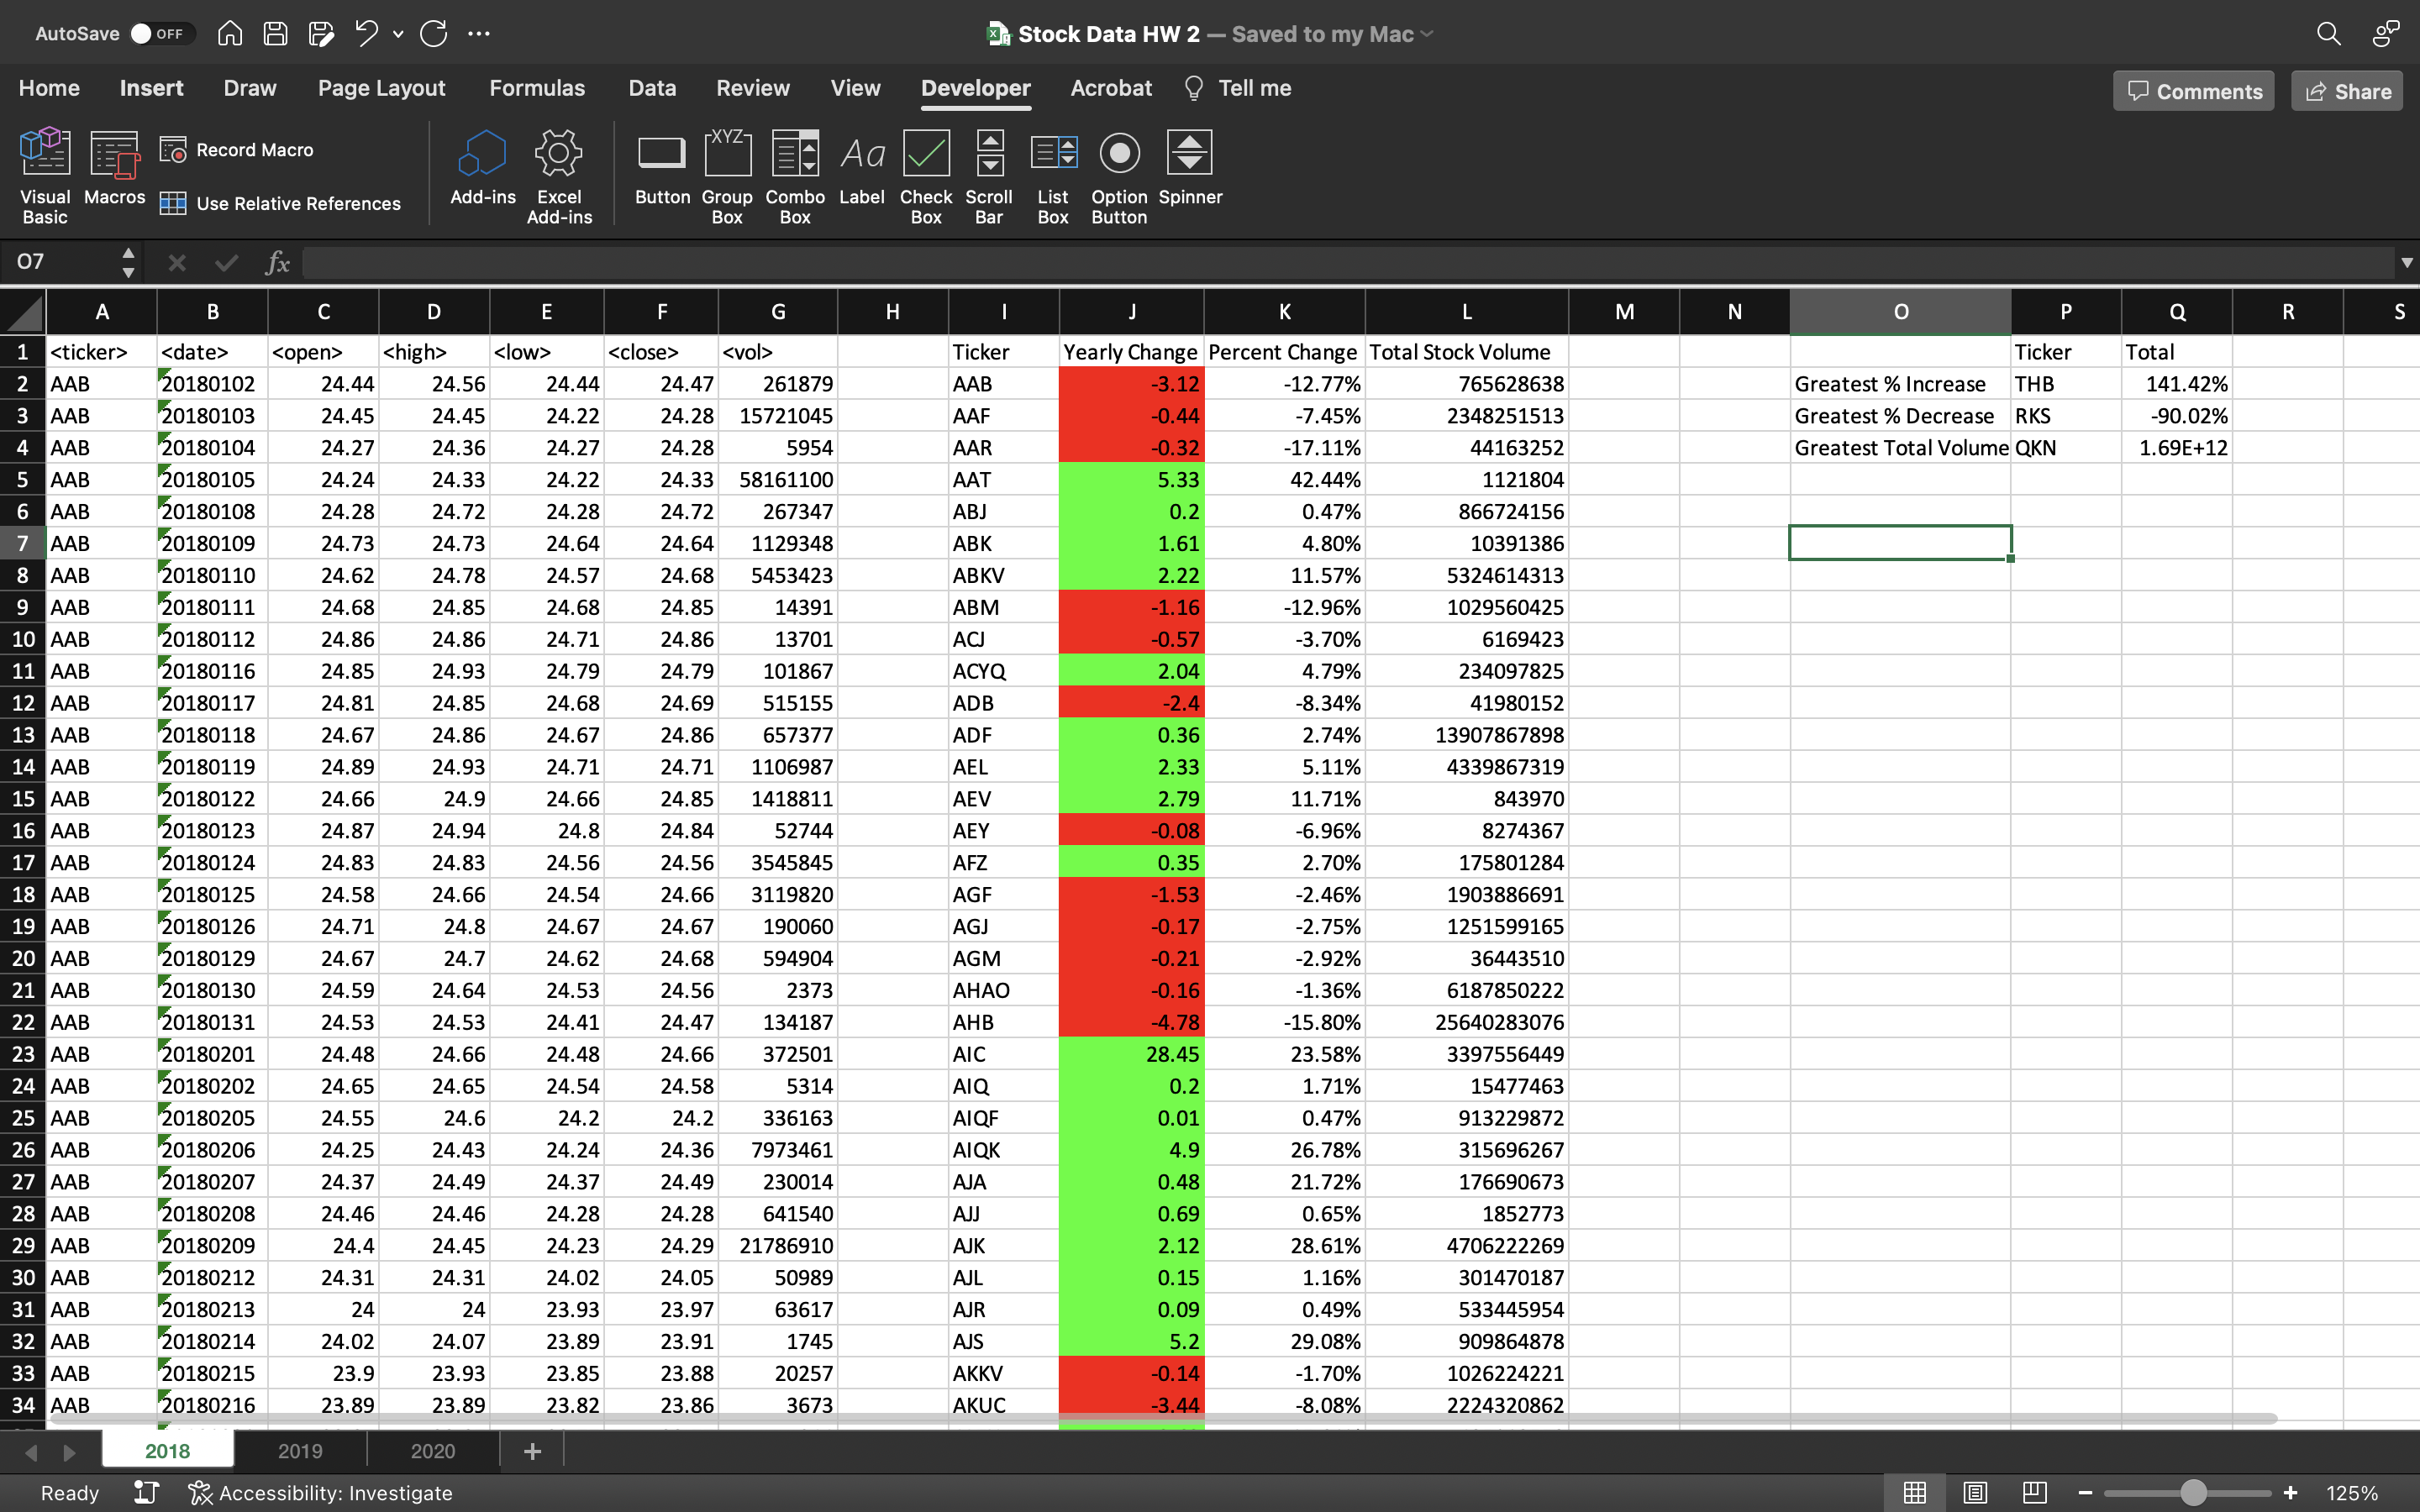 AutoSave OFF Stock Data HW 2 — Saved to my Mac
Home Insert Draw Page Layout Formulas Data Review View Developer Acrobat Tell me Comments Share
Visual Basic Macros Record Macro Use Relative References Add-ins Excel Add-ins XYZ Aa Button Group Box Combo Box Label Check Box Scroll Bar List Box Option Button Spinner
O7 fx
A B C D E F G H I J K L M N O P Q R S
1 <ticker> <date> <open> <high> <low> <close> <vol> Ticker Yearly Change Percent Change Total Stock Volume Ticker Total
2 AAB 20180102 24.44 24.56 24.44 24.47 261879 AAB -3.12 -12.77% 765628638 Greatest % Increase THB 141.42%
3 AAB 20180103 24.45 24.45 24.22 24.28 15721045 AAF -0.44 -7.45% 2348251513 Greatest % Decrease RKS -90.02%
4 AAB 20180104 24.27 24.36 24.27 24.28 5954 AAR -0.32 -17.11% 44163252 Greatest Total Volume QKN 1.69E+12
5 AAB 20180105 24.24 24.33 24.22 24.33 58161100 AAT 5.33 42.44% 1121804
6 AAB 20180108 24.28 24.72 24.28 24.72 267347 ABJ 0.2 0.47% 866724156
7 AAB 20180109 24.73 24.73 24.64 24.64 1129348 ABK 1.61 4.80% 10391386
8 AAB 20180110 24.62 24.78 24.57 24.68 5453423 ABKV 2.22 11.57% 5324614313
9 AAB 20180111 24.68 24.85 24.68 24.85 14391 ABM -1.16 -12.96% 1029560425
10 AAB 20180112 24.86 24.86 24.71 24.86 13701 ACJ -0.57 -3.70% 6169423
11 AAB 20180116 24.85 24.93 24.79 24.79 101867 ACYQ 2.04 4.79% 234097825
12 AAB 20180117 24.81 24.85 24.68 24.69 515155 ADB -2.4 -8.34% 41980152
13 AAB 20180118 24.67 24.86 24.67 24.86 657377 ADF 0.36 2.74% 13907867898
14 AAB 20180119 24.89 24.93 24.71 24.71 1106987 AEL 2.33 5.11% 4339867319
15 AAB 20180122 24.66 24.9 24.66 24.85 1418811 AEV 2.79 11.71% 843970
16 AAB 20180123 24.87 24.94 24.8 24.84 52744 AEY -0.08 -6.96% 8274367
17 AAB 20180124 24.83 24.83 24.56 24.56 3545845 AFZ 0.35 2.70% 175801284
18 AAB 20180125 24.58 24.66 24.54 24.66 3119820 AGF -1.53 -2.46% 1903886691
19 AAB 20180126 24.71 24.8 24.67 24.67 190060 AGJ -0.17 -2.75% 1251599165
20 AAB 20180129 24.67 24.7 24.62 24.68 594904 AGM -0.21 -2.92% 36443510
21 AAB 20180130 24.59 24.64 24.53 24.56 2373 AHAO -0.16 -1.36% 6187850222
22 AAB 20180131 24.53 24.53 24.41 24.47 134187 AHB -4.78 -15.80% 25640283076
23 AAB 20180201 24.48 24.66 24.48 24.66 372501 AIC 28.45 23.58% 3397556449
24 AAB 20180202 24.65 24.65 24.54 24.58 5314 AIQ 0.2 1.71% 15477463
25 AAB 20180205 24.55 24.6 24.2 24.2 336163 AIQF 0.01 0.47% 913229872
26 AAB 20180206 24.25 24.43 24.24 24.36 7973461 AIQK 4.9 26.78% 315696267
27 AAB 20180207 24.37 24.49 24.37 24.49 230014 AJA 0.48 21.72% 176690673
28 AAB 20180208 24.46 24.46 24.28 24.28 641540 AJJ 0.69 0.65% 1852773
29 AAB 20180209 24.4 24.45 24.23 24.29 21786910 AJK 2.12 28.61% 4706222269
30 AAB 20180212 24.31 24.31 24.02 24.05 50989 AJL 0.15 1.16% 301470187
31 AAB 20180213 24 24 23.93 23.97 63617 AJR 0.09 0.49% 533445954
32 AAB 20180214 24.02 24.07 23.89 23.91 1745 AJS 5.2 29.08% 909864878
33 AAB 20180215 23.9 23.93 23.85 23.88 20257 AKKV -0.14 -1.70% 1026224221
34 AAB 20180216 23.89 23.89 23.82 23.86 3673 AKUC -3.44 -8.08% 2224320862
2018 2019 2020 +
Ready Accessibility: Investigate 125%